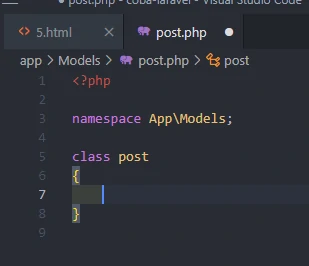 post.php - coba-laravel - Visual Studio Code
5.html
post.php
app > Models > post.php > post
1 <?php
2
3 namespace App\Models;
4
5 class post
6 {
7
8 }
9